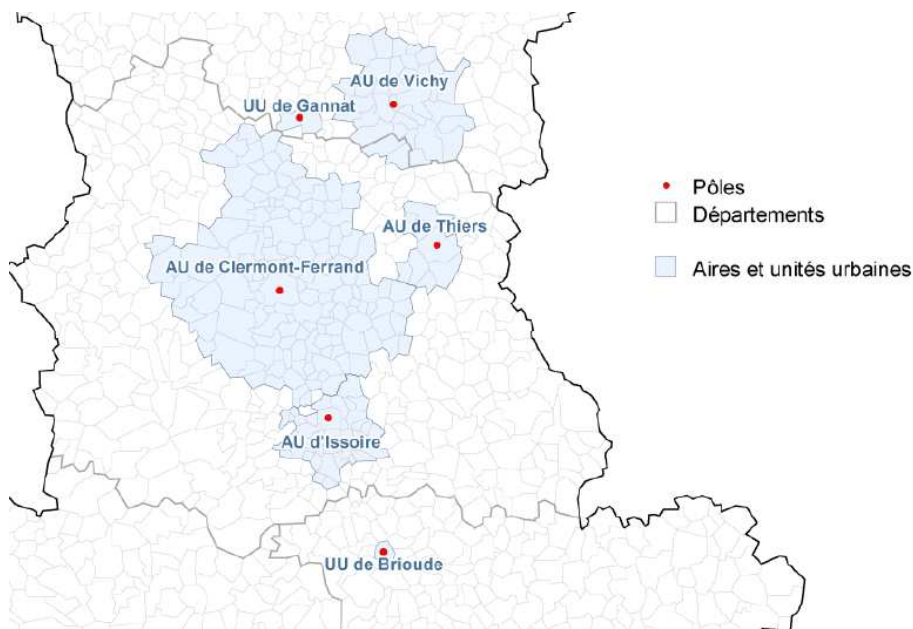 AU de Vichy
UU de Gannat
AU de Thiers
AU de Clermont-Ferrand
AU d'Issoire
UU de Brioude
Pôles
Départements
Aires et unités urbaines